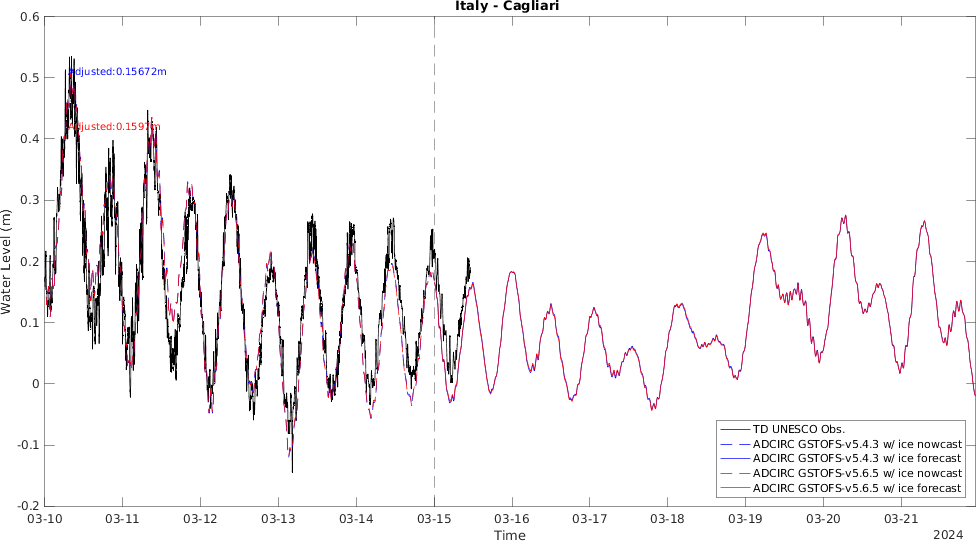 Italy - Cagliari
0.6
0.5
0.4
0.3
0.2
0.1
0
-0.1
-0.2
Water Level (m)
Adjusted:0.15672m
03-10 03-11 03-12 03-13 03-14 03-15 03-16 03-17 03-18 03-19 03-20 03-21
Time
2024
TD UNESCO Obs.
ADCIRC GSTOFS-v5.4.3 w/ ice nowcast
ADCIRC GSTOFS-v5.4.3 w/ ice forecast
ADCIRC GSTOFS-v5.6.5 w/ ice nowcast
ADCIRC GSTOFS-v5.6.5 w/ ice forecast